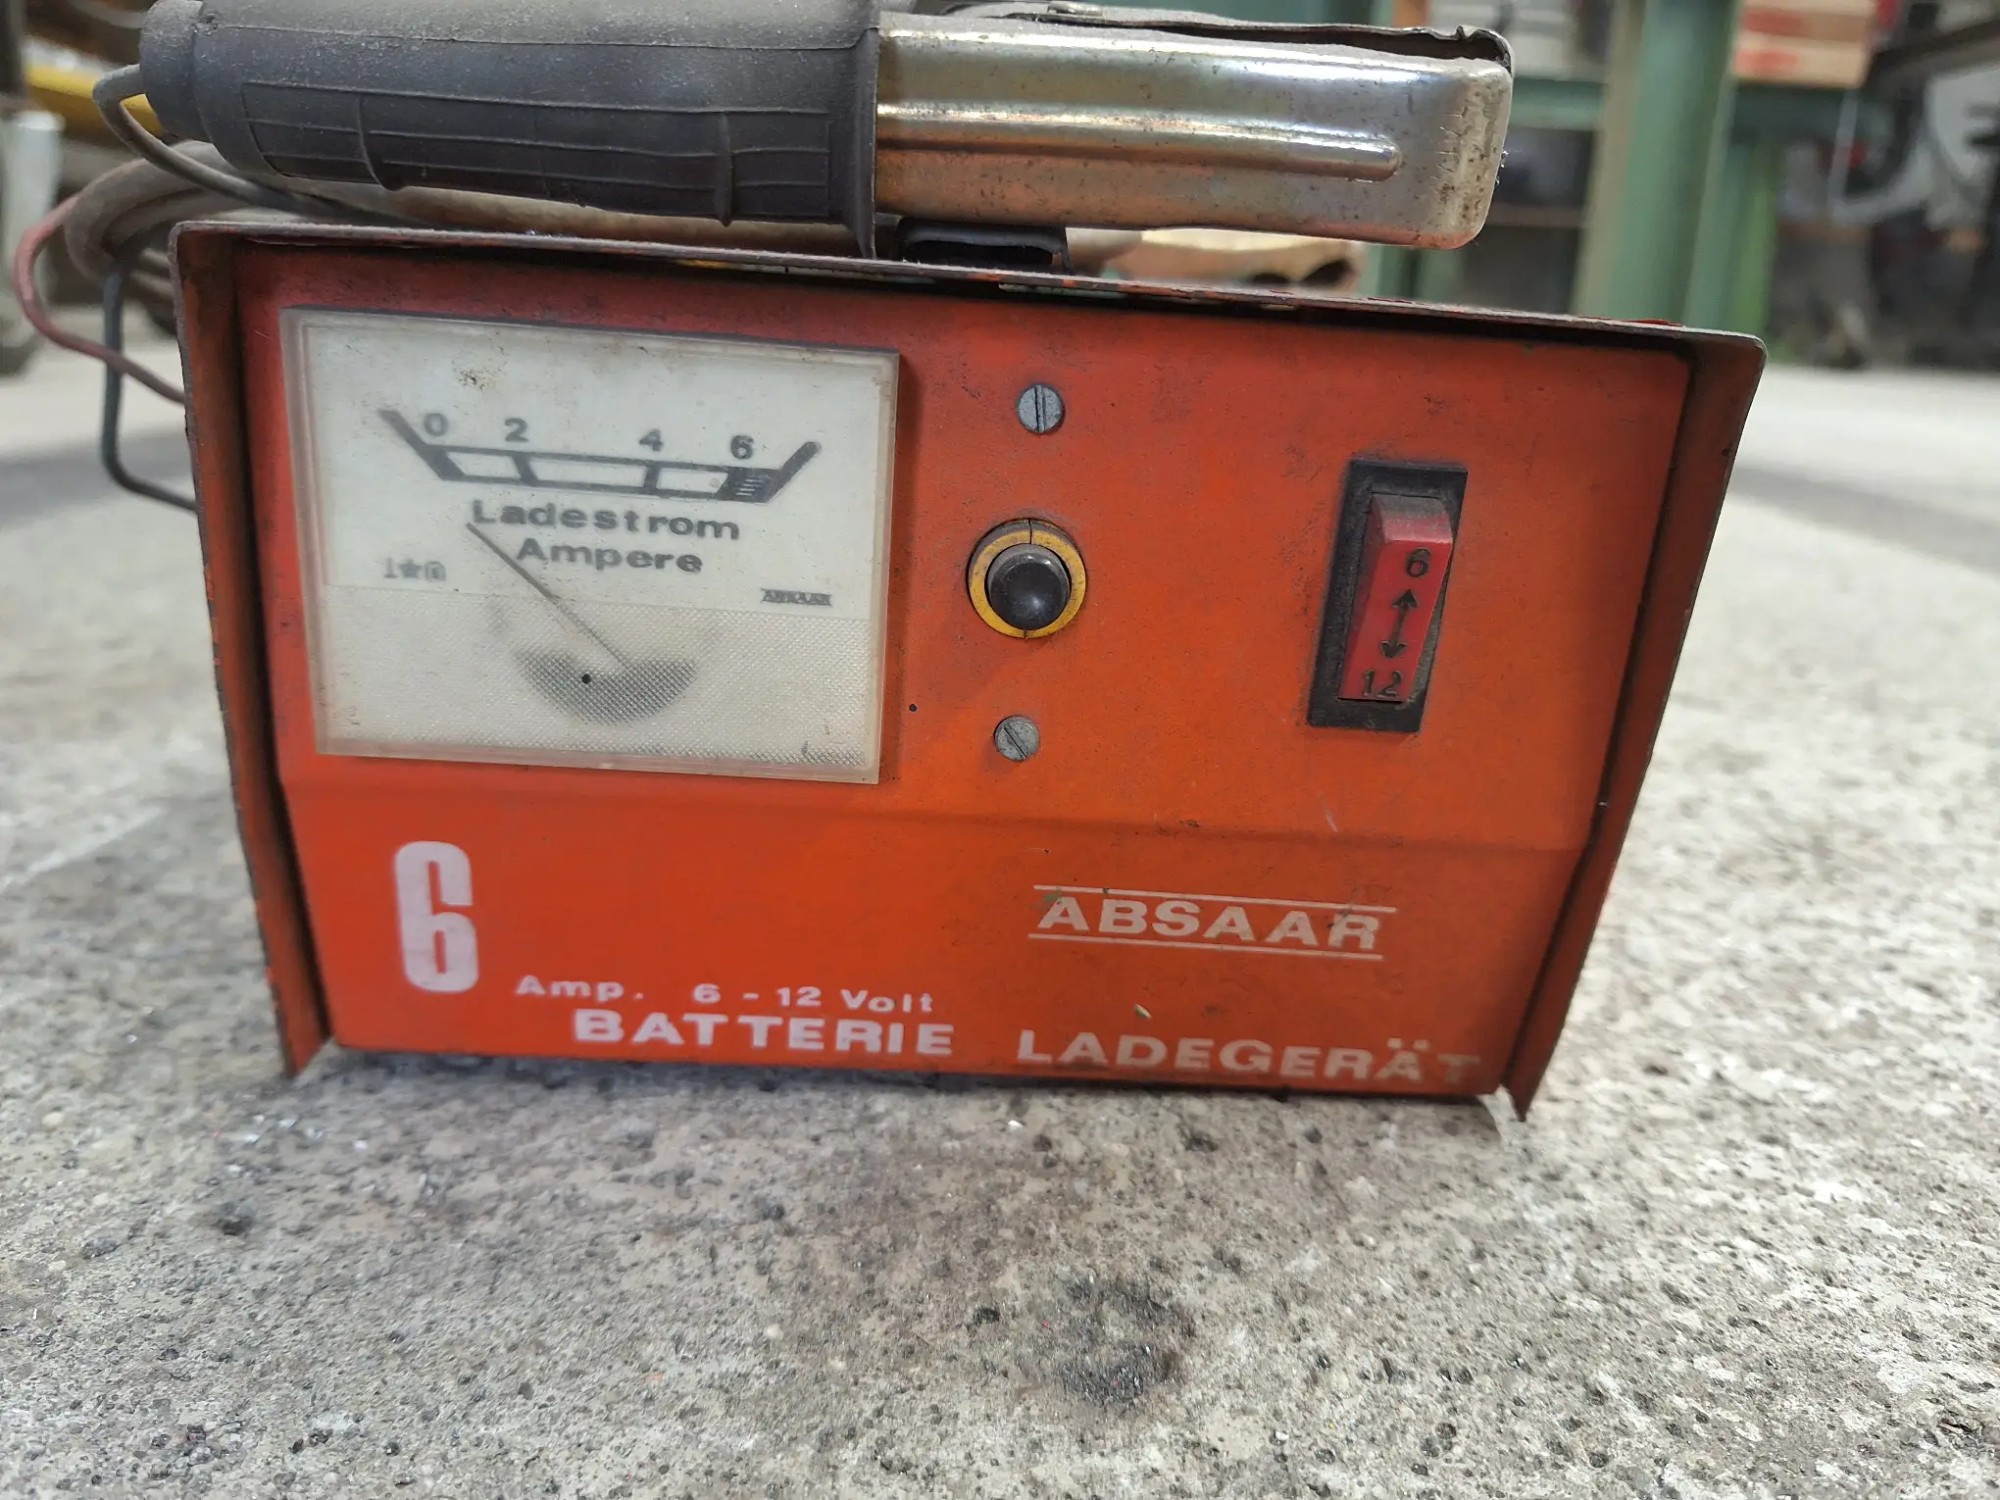 0 2 4 6
Ladestrom
Ampere
ABSAAR
6
12
ABSAAR
6 Amp. 6 - 12 Volt
BATTERIE LADEGERÄT